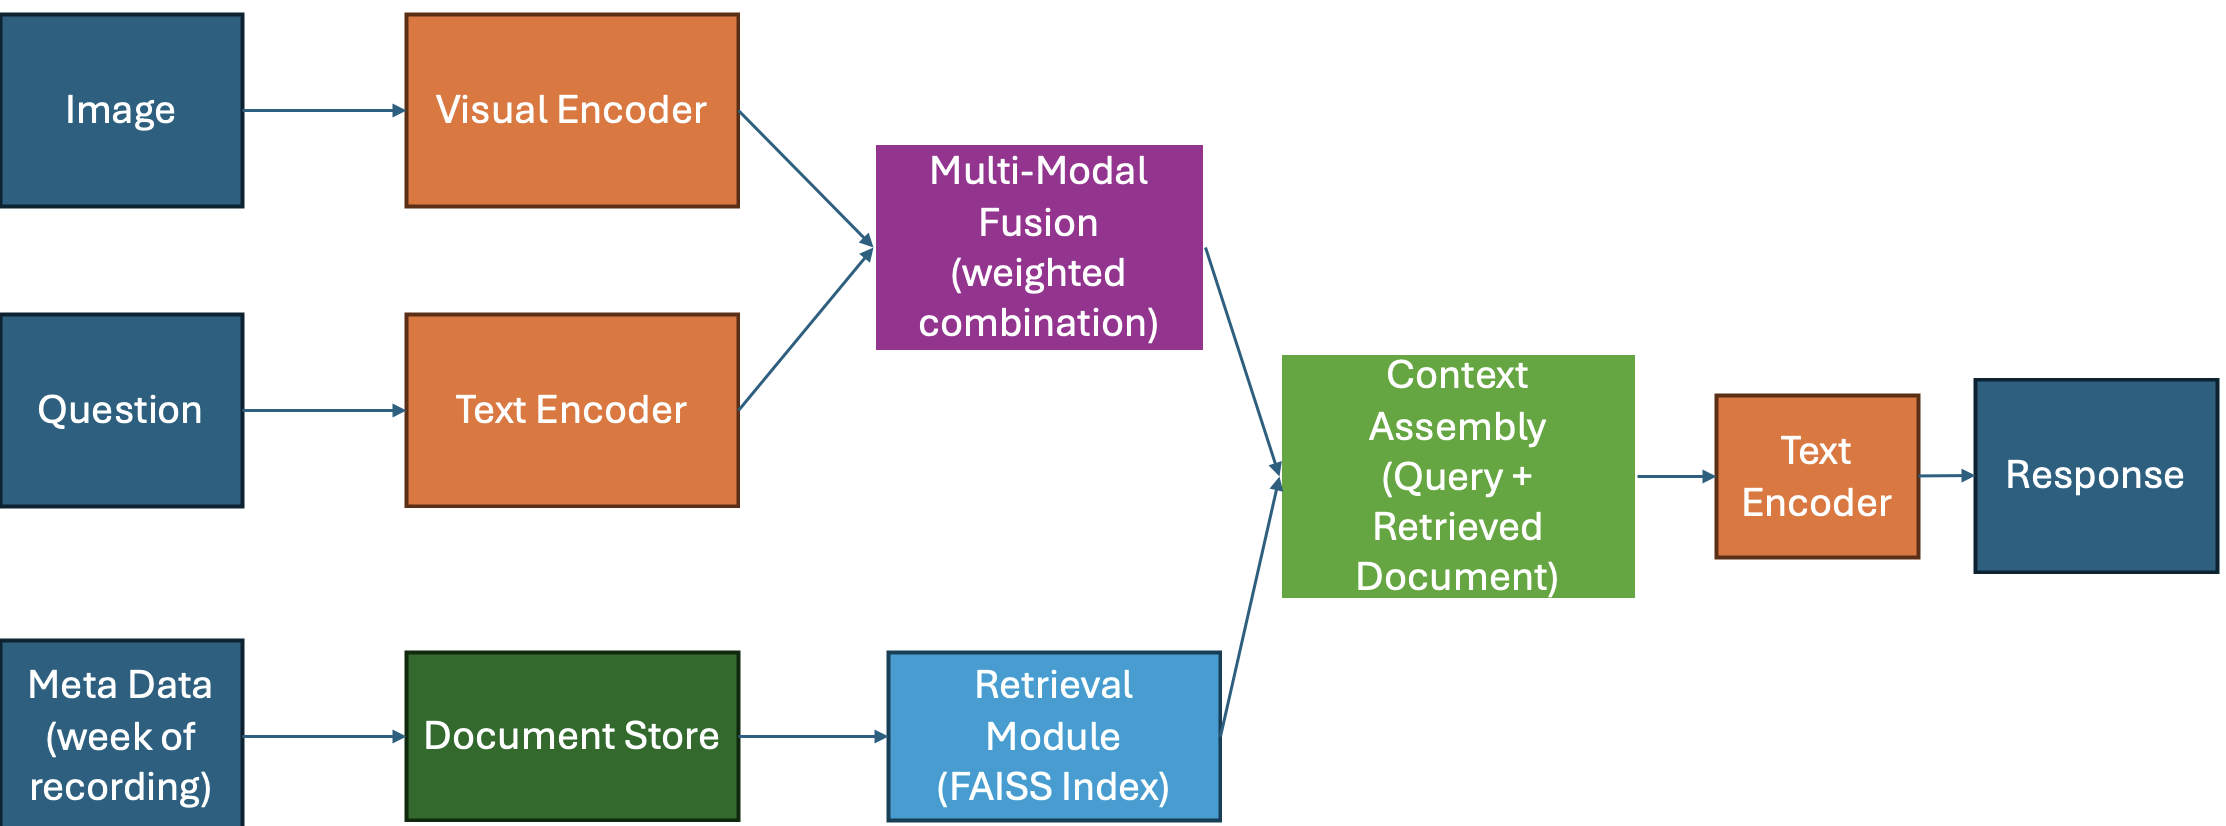 Image
Visual Encoder
Multi-Modal
Fusion
(weighted
combination)
Question
Text Encoder
Context
Assembly
(Query +
Retrieved
Document)
Text
Encoder
Response
Meta Data
(week of
recording)
Document Store
Retrieval
Module
(FAISS Index)